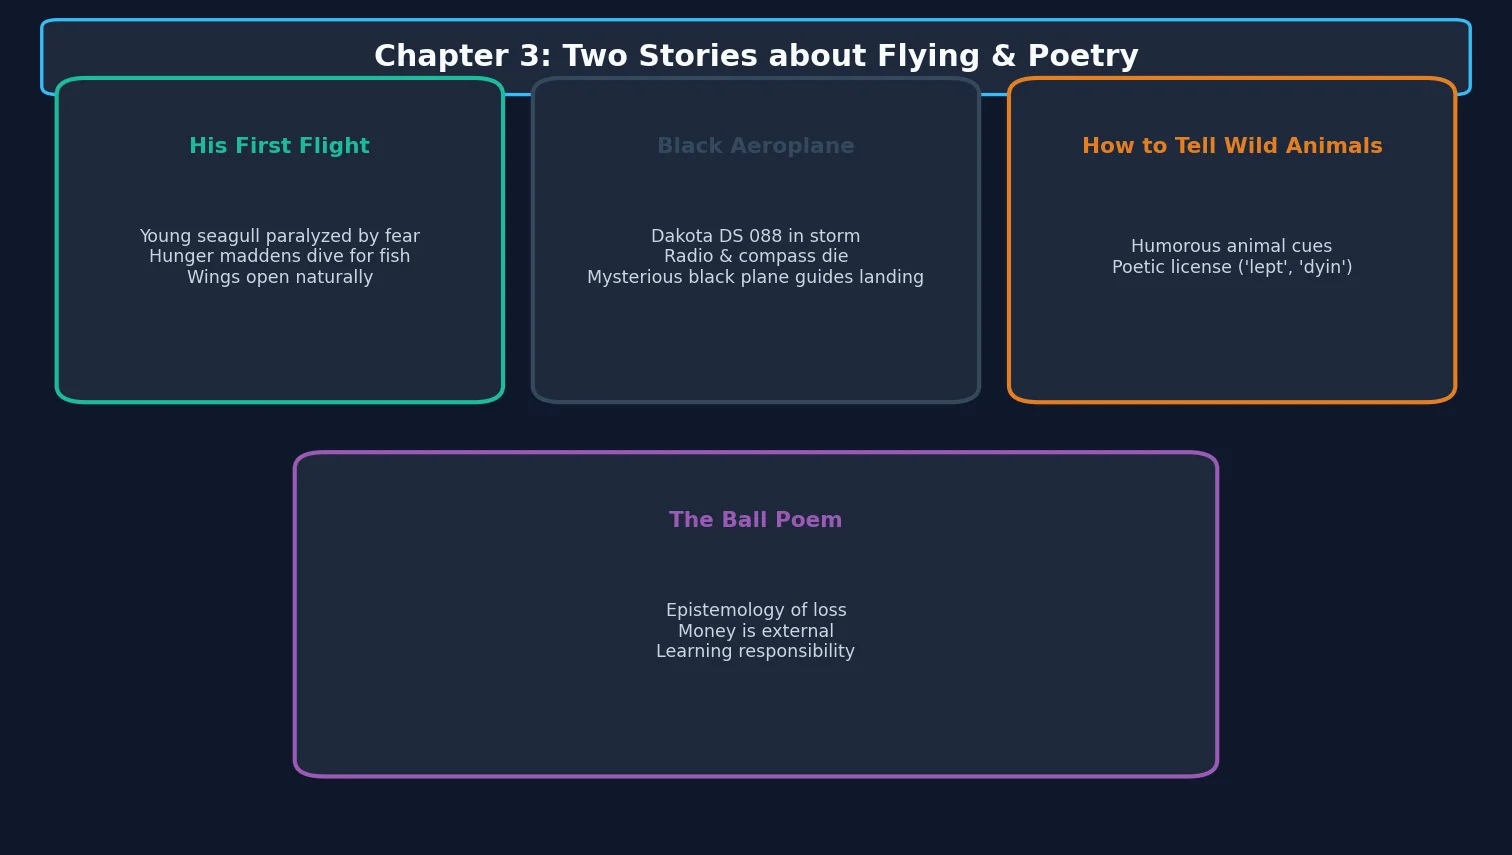 Chapter 3: Two Stories about Flying & Poetry
His First Flight
Young seagull paralyzed by fear
Hunger maddens dive for fish
Wings open naturally
Black Aeroplane
Dakota DS 088 in storm
Radio & compass die
Mysterious black plane guides landing
How to Tell Wild Animals
Humorous animal cues
Poetic license ('lept', 'dyin')
The Ball Poem
Epistemology of loss
Money is external
Learning responsibility